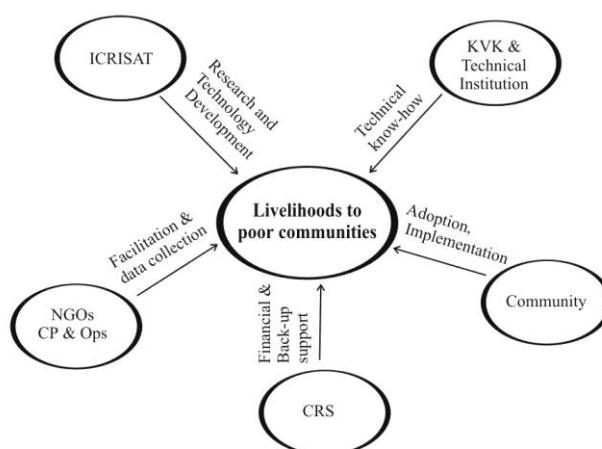 ICRISAT
Research and
Technology
Development
KVK &
Technical
Institution
Technical
know-how
Livelihoods to
poor communities
Facilitation &
data collection
Adoption,
Implementation
NGOs
CP & Ops
Financial &
Back-up
support
Community
CRS